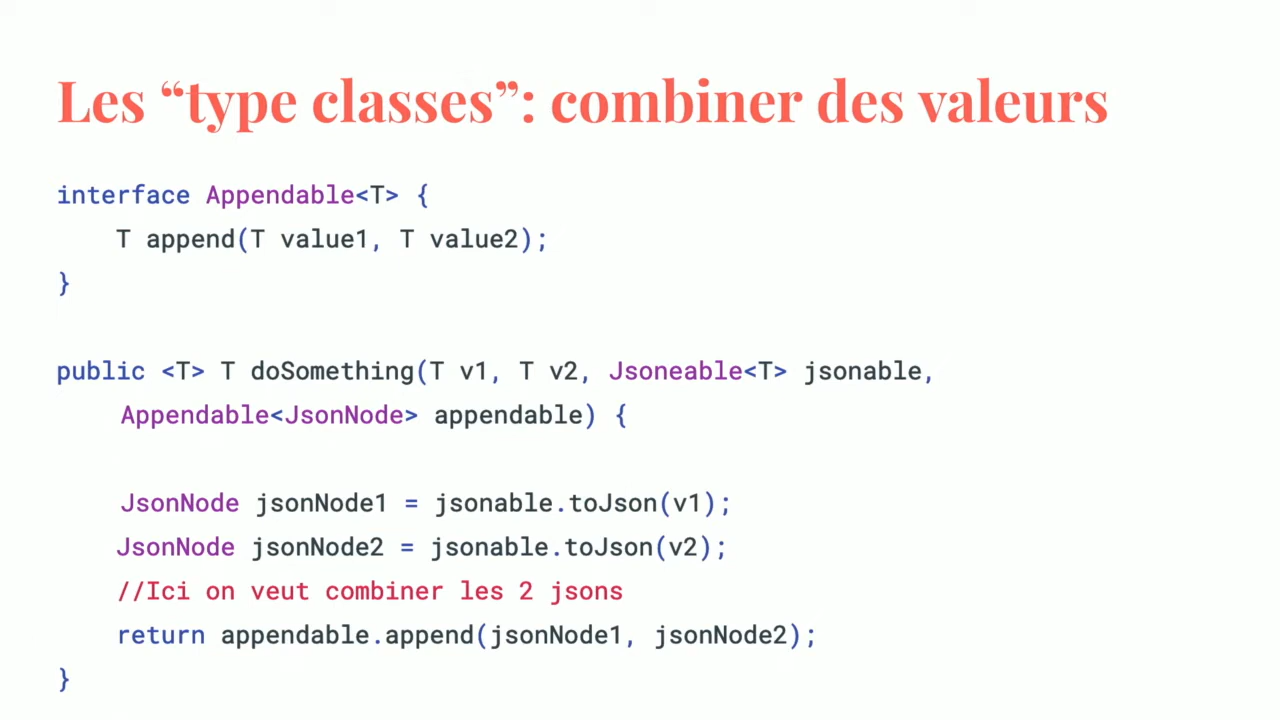 Les “type classes”: combiner des valeurs
interface Appendable<T> {
    T append(T value1, T value2);
}
public <T> T doSomething(T v1, T v2, Jsoneable<T> jsonable,
    Appendable<JsonNode> appendable) {
    JsonNode jsonNode1 = jsonable.toJson(v1);
    JsonNode jsonNode2 = jsonable.toJson(v2);
    //Ici on veut combiner les 2 jsons
    return appendable.append(jsonNode1, jsonNode2);
}